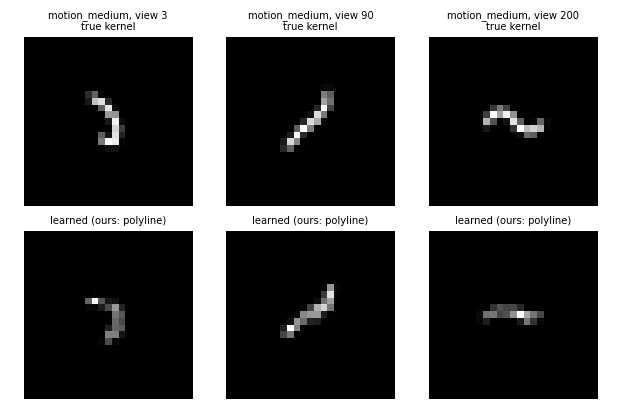 motion_medium, view 3
true kernel
motion_medium, view 90
true kernel
motion_medium, view 200
true kernel
learned (ours: polyline)
learned (ours: polyline)
learned (ours: polyline)